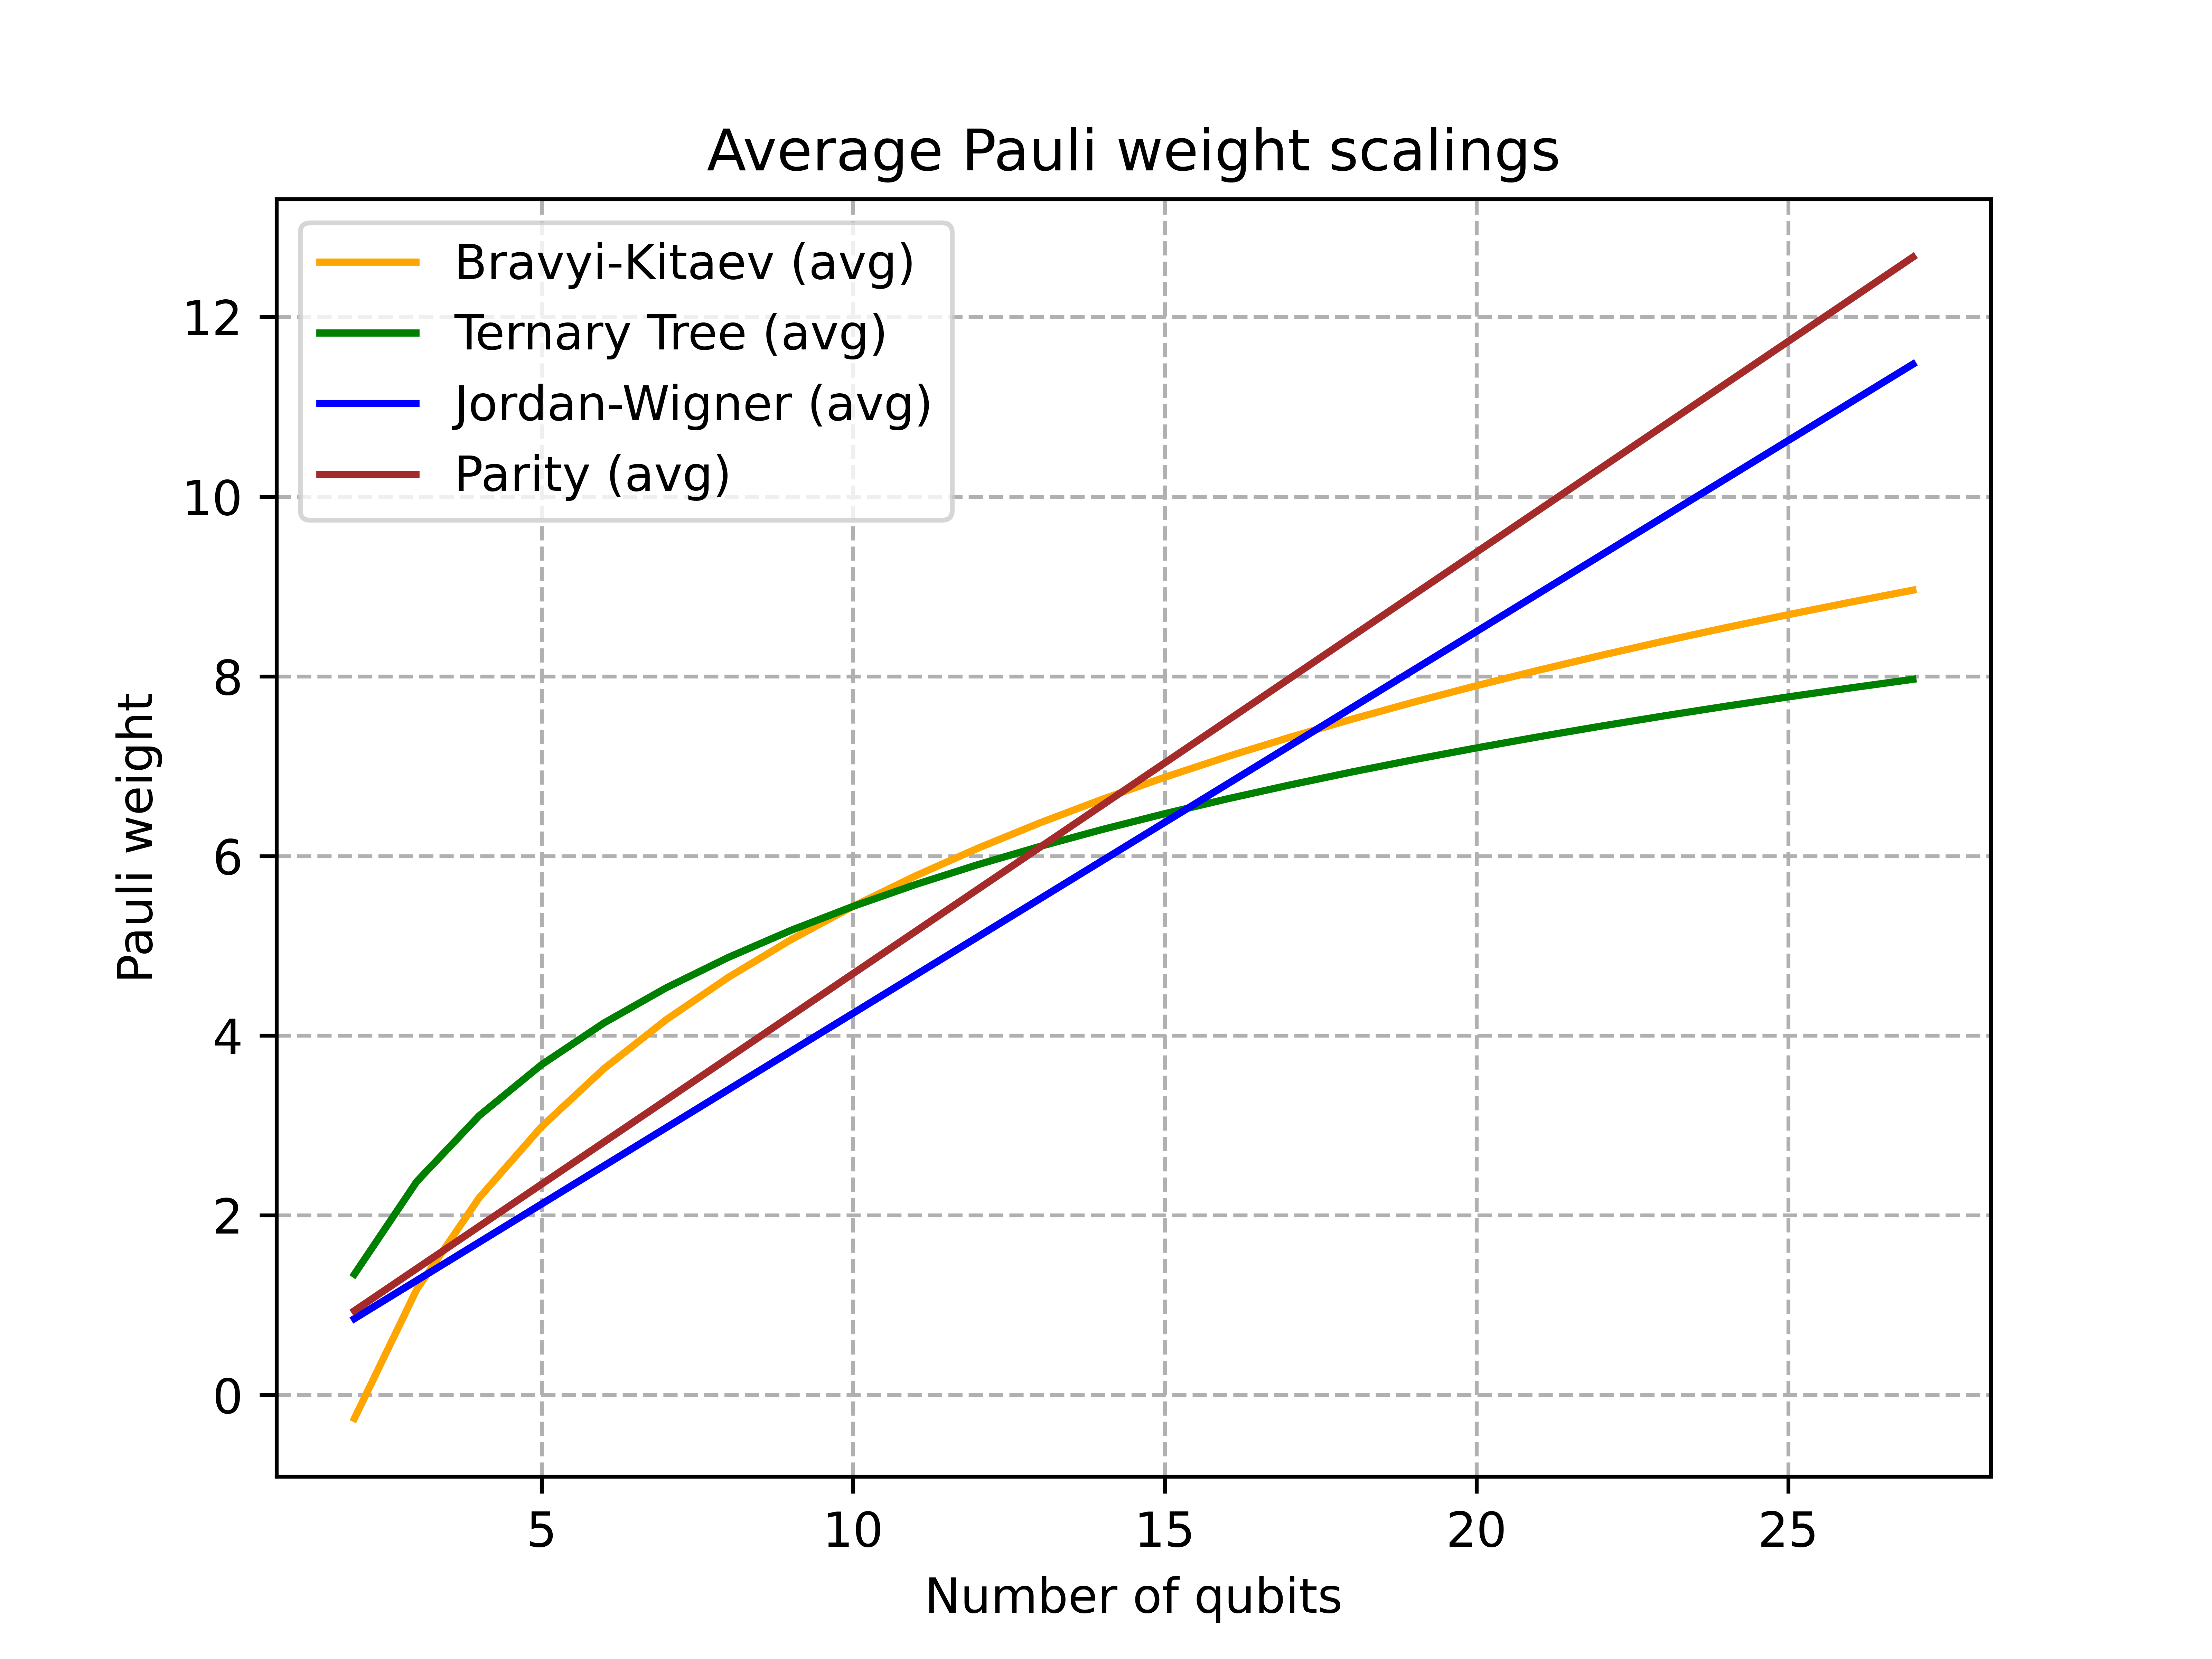 Average Pauli weight scalings
Bravyi-Kitaev (avg)
Ternary Tree (avg)
Jordan-Wigner (avg)
Parity (avg)
12
10
8
6
4
2
0
Pauli weight
5 10 15 20 25
Number of qubits